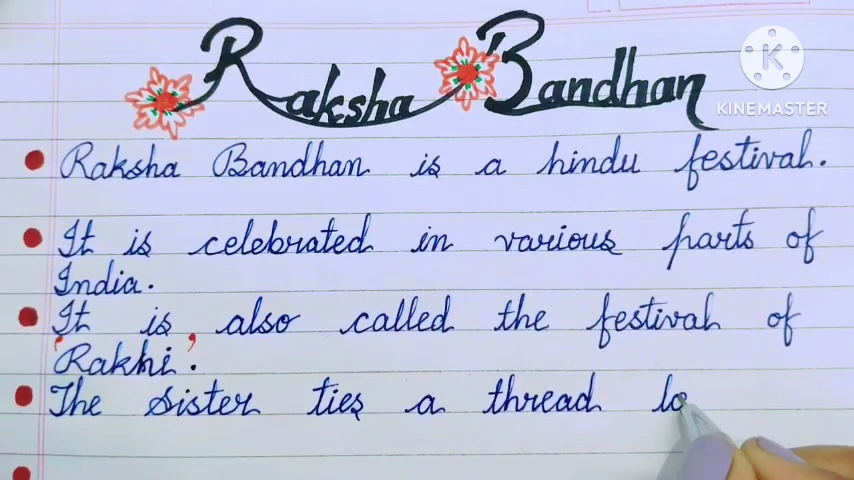 Raksha Bandhan
KINEMASTER
Raksha Bandhan is a hindu festival.
It is celebrated in various parts of
India.
It is also called the festival of
'Rakhi'.
The sister ties a thread